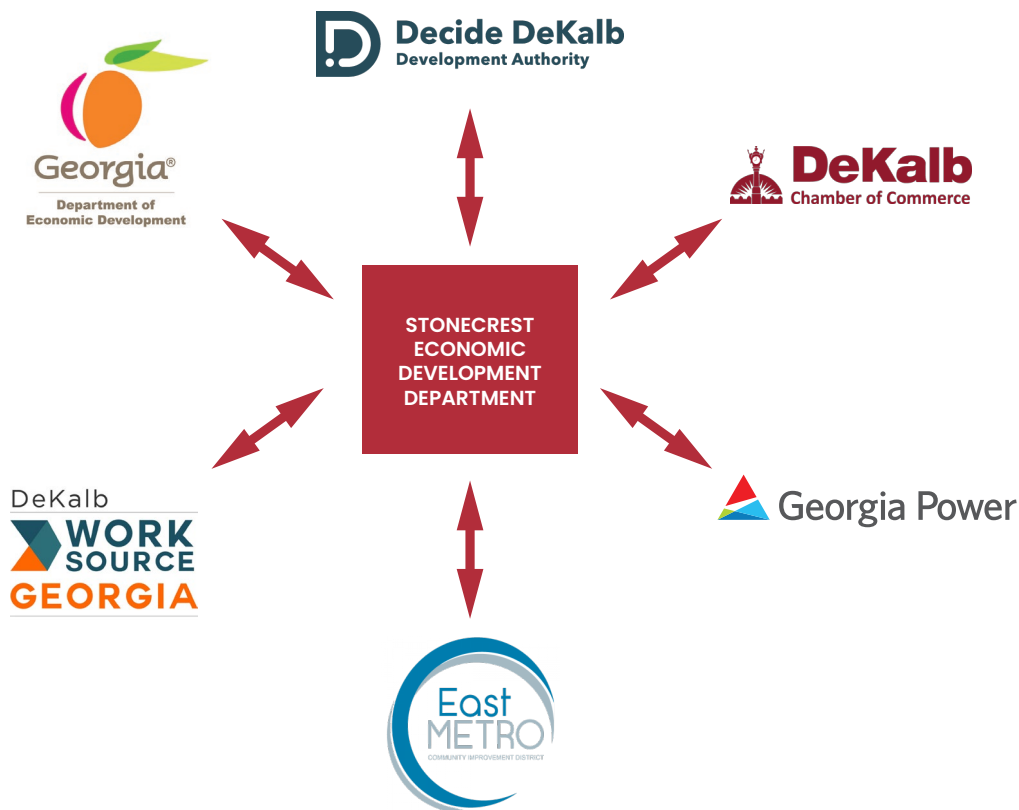 Decide DeKalb
Development Authority
Georgia®
Department of
Economic Development
DeKalb
Chamber of Commerce
STONECREST
ECONOMIC
DEVELOPMENT
DEPARTMENT
DeKalb
WORK
SOURCE
GEORGIA
Georgia Power
East
METRO
COMMUNITY IMPROVEMENT DISTRICT